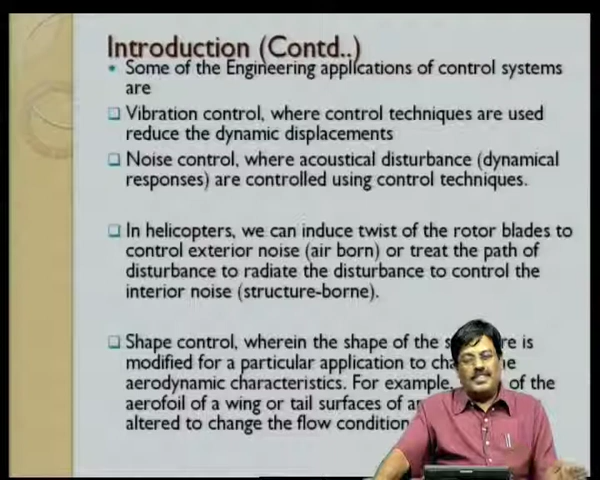 Introduction (Contd..)
Some of the Engineering applications of control systems
are
Vibration control, where control techniques are used
reduce the dynamic displacements
Noise control, where acoustical disturbance (dynamical
responses) are controlled using control techniques.
In helicopters, we can induce twist of the rotor blades to
control exterior noise (air born) or treat the path of
disturbance to radiate the disturbance to control the
interior noise (structure-borne).
Shape control, wherein the shape of the is
modified for a particular application to
aerodynamic characteristics. For example, of the
aerofoil of a wing or tail surfaces of
altered to change the flow condition